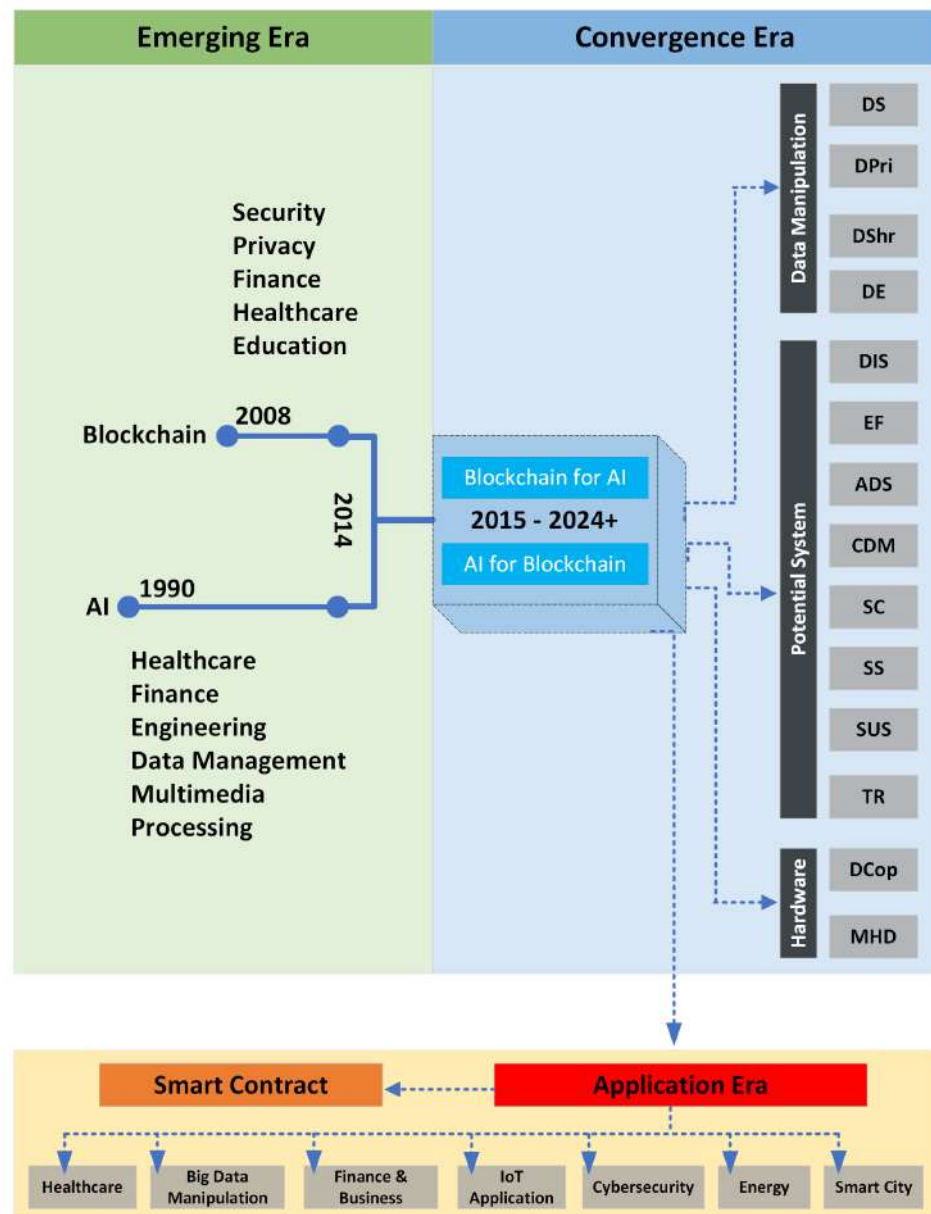 Emerging Era
Convergence Era
Security
Privacy
Finance
Healthcare
Education
2008
Blockchain
2014
1990
AI
Healthcare
Finance
Engineering
Data Management
Multimedia
Processing
Blockchain for AI
2015 - 2024+
AI for Blockchain
Data Manipulation
DS
DPri
DShr
DE
Potential System
DIS
EF
ADS
CDM
SC
SS
SUS
TR
Hardware
DCop
MHD
Smart Contract
Application Era
Healthcare
Big Data
Manipulation
Finance &
Business
IoT
Application
Cybersecurity
Energy
Smart City